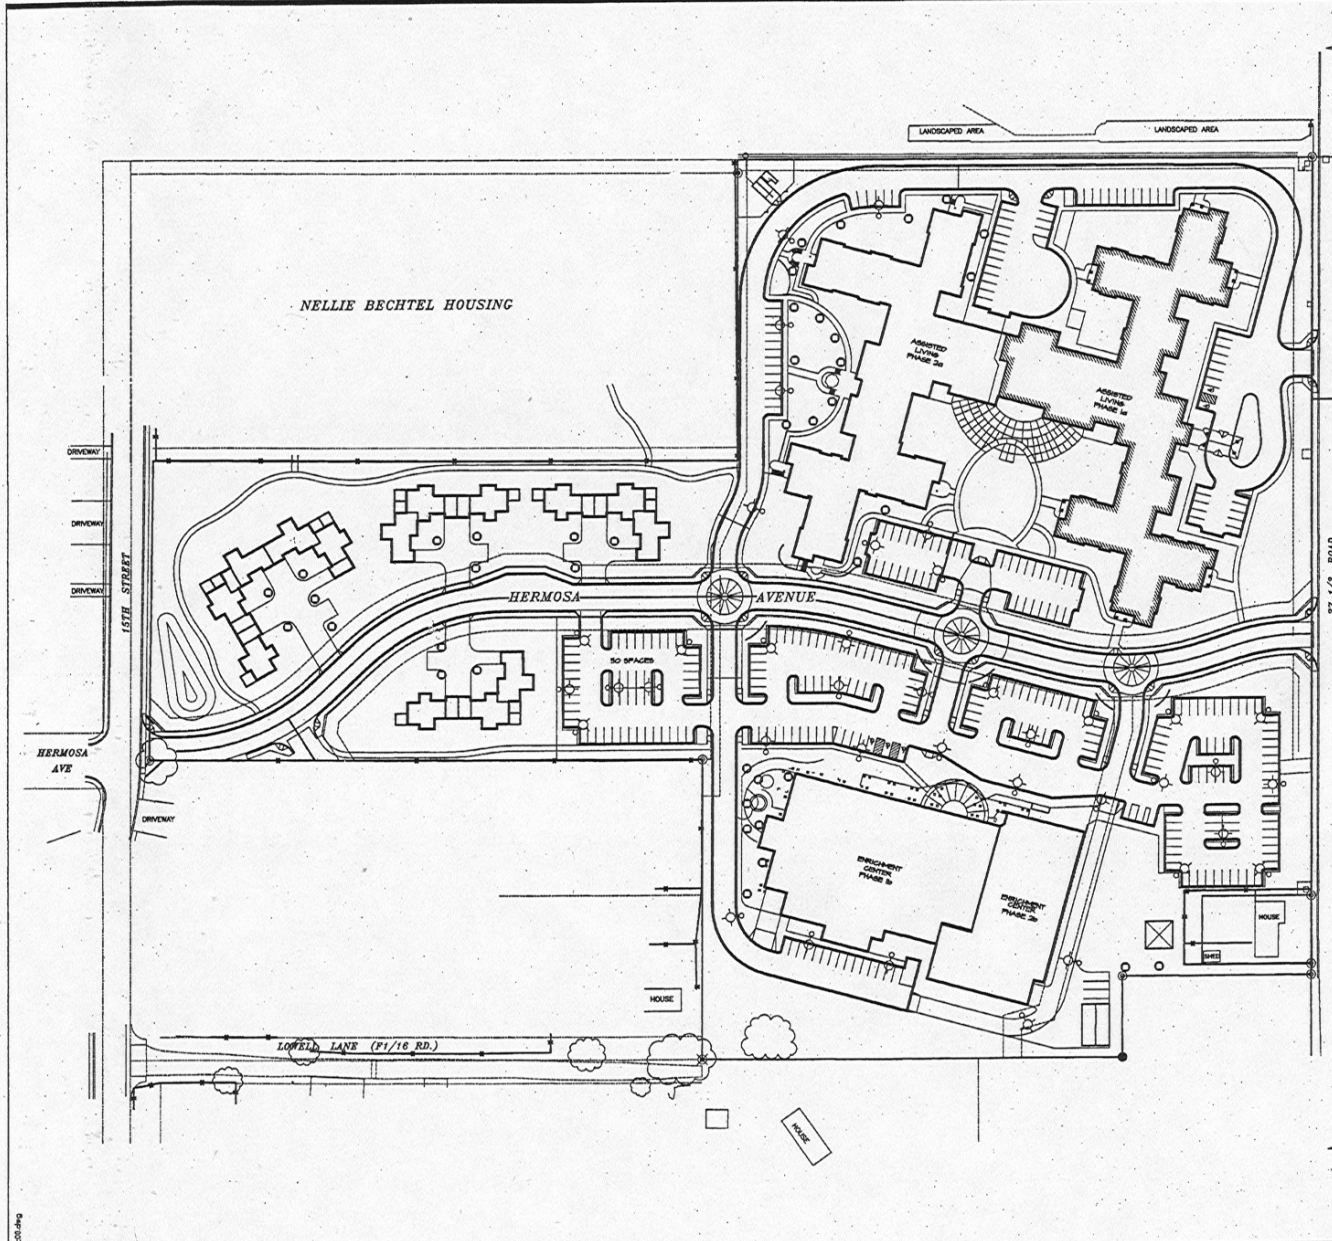 LANDSCAPED AREA
LANDSCAPED AREA
NELLIE BECHTEL HOUSING
ASSISTED
LIVING
PHASE 2a
ASSISTED
LIVING
PHASE 1a
DRIVEWAY
DRIVEWAY
DRIVEWAY
15TH STREET
HERMOSA AVENUE
50 SPACES
HERMOSA
AVE
DRIVEWAY
ENRICHMENT
CENTER
PHASE 1b
ENRICHMENT
CENTER
PHASE 2b
HOUSE
SHED
HOUSE
LOWELL LANE (F1/16 RD.)
HOUSE